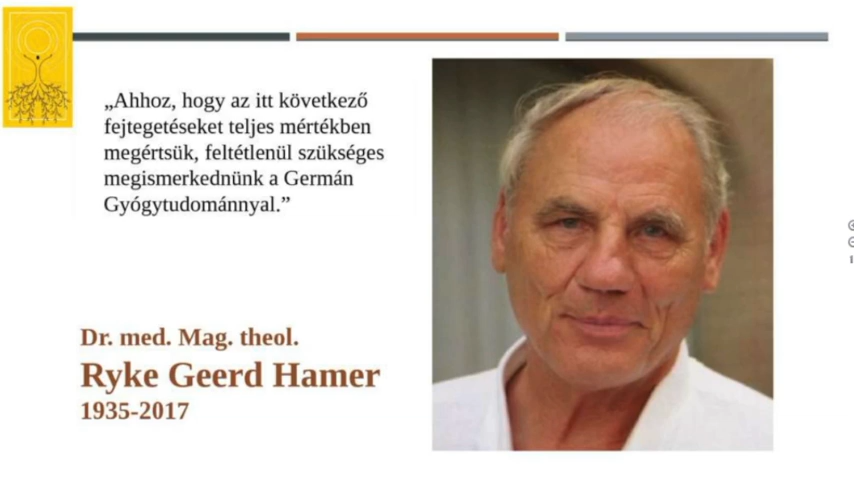 „Ahhoz, hogy az itt következő
fejtegetéseket teljes mértékben
megértsük, feltétlenül szükséges
megismerkednünk a Germán
Gyógytudománnyal.”
Dr. med. Mag. theol.
Ryke Geerd Hamer
1935-2017